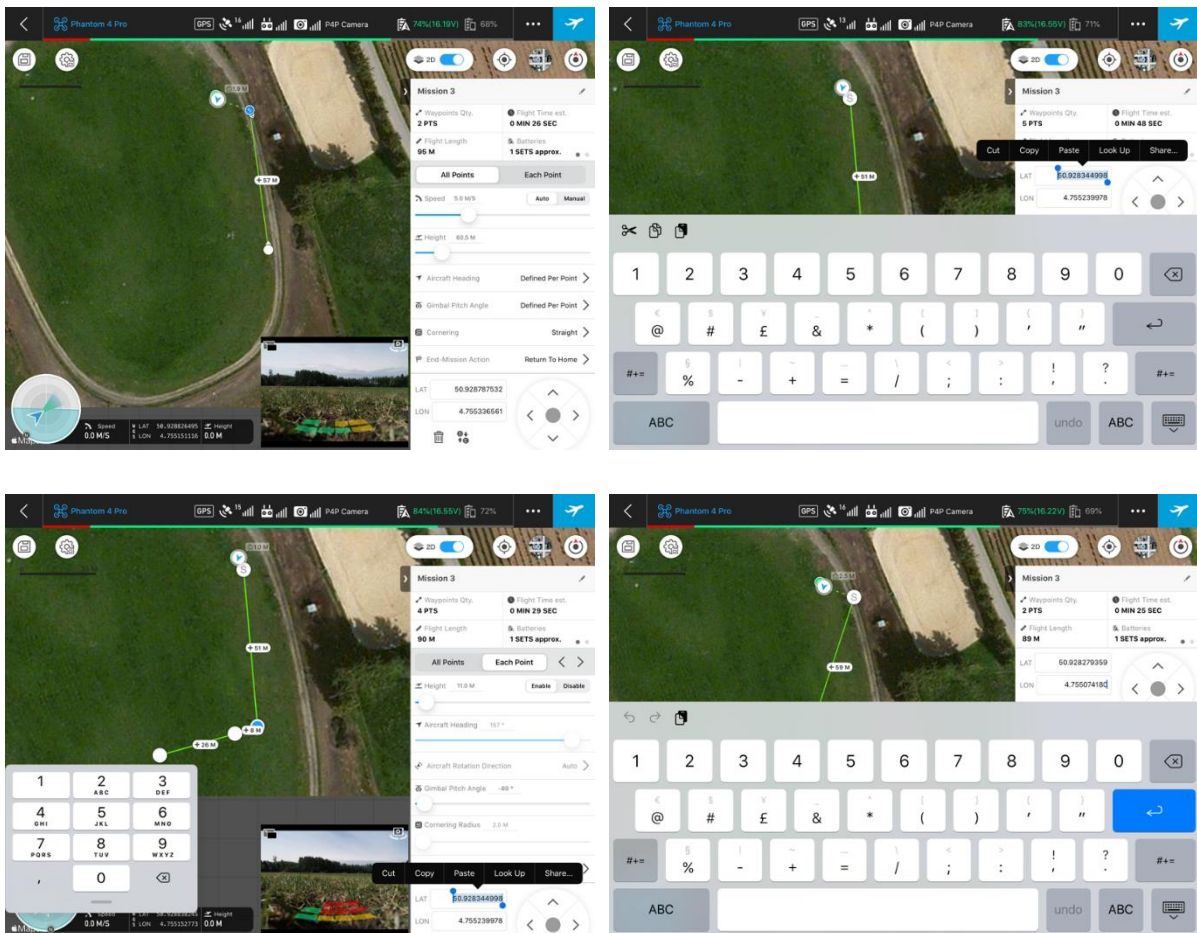 Phantom 4 Pro GPS 16 P4P Camera 74%(16.19V) 68% •••
2D
1.9 M
Mission 3
Waypoints Qty. Flight Time est.
2 PTS 0 MIN 26 SEC
Flight Length Batteries
95 M 1 SETS approx.
+ 57 M
All Points Each Point
Speed 5.0 M/S Auto Manual
Height 60.5 M
Aircraft Heading Defined Per Point
Gimbal Pitch Angle Defined Per Point
Cornering Straight
End-Mission Action Return To Home
LAT 50.928787532
LON 4.755336561
Speed LAT 50.928826495 Height
0.0 M/S LON 4.755151116 0.0 M
Phantom 4 Pro GPS 13 P4P Camera 83%(16.55V) 71% •••
2D
S
Mission 3
Waypoints Qty. Flight Time est.
5 PTS 0 MIN 48 SEC
Cut Copy Paste Look Up Share...
+ 51 M
LAT 50.928344998
LON 4.755239978
1 2 3 4 5 6 7 8 9 0
€ § ¥ _ ^ [ ] { }
@ # £ & * ( ) ' "
§ | ~ … \ < > ! ?
#+= % - + = / ; : , . #+=
ABC undo ABC
Phantom 4 Pro GPS 15 P4P Camera 84%(16.55V) 72% •••
2D
1.0 M
S
Mission 3
Waypoints Qty. Flight Time est.
4 PTS 0 MIN 29 SEC
Flight Length Batteries
90 M 1 SETS approx.
+ 51 M
All Points Each Point
Height 11.0 M Enable Disable
Aircraft Heading 157 °
+ 8 M
+ 26 M
Aircraft Rotation Direction Auto
Gimbal Pitch Angle -88 °
Cornering Radius 2.0 M
1 2 3
ABC DEF
4 5 6
GHI JKL MNO
7 8 9
PQRS TUV WXYZ
, 0
Cut Copy Paste Look Up Share...
LAT 50.928344998
LON 4.755239978
Speed LAT Height
0.0 M/S LON 4.755152773 0.0 M
Phantom 4 Pro GPS 16 P4P Camera 75%(16.22V) 69% •••
2D
S
Mission 3
Waypoints Qty. Flight Time est.
2 PTS 0 MIN 25 SEC
Flight Length Batteries
89 M 1 SETS approx.
+ 59 M
LAT 50.928279359
LON 4.755074180
1 2 3 4 5 6 7 8 9 0
€ § ¥ _ ^ [ ] { }
@ # £ & * ( ) ' "
§ | ~ … \ < > ! ?
#+= % - + = / ; : , . #+=
ABC undo ABC